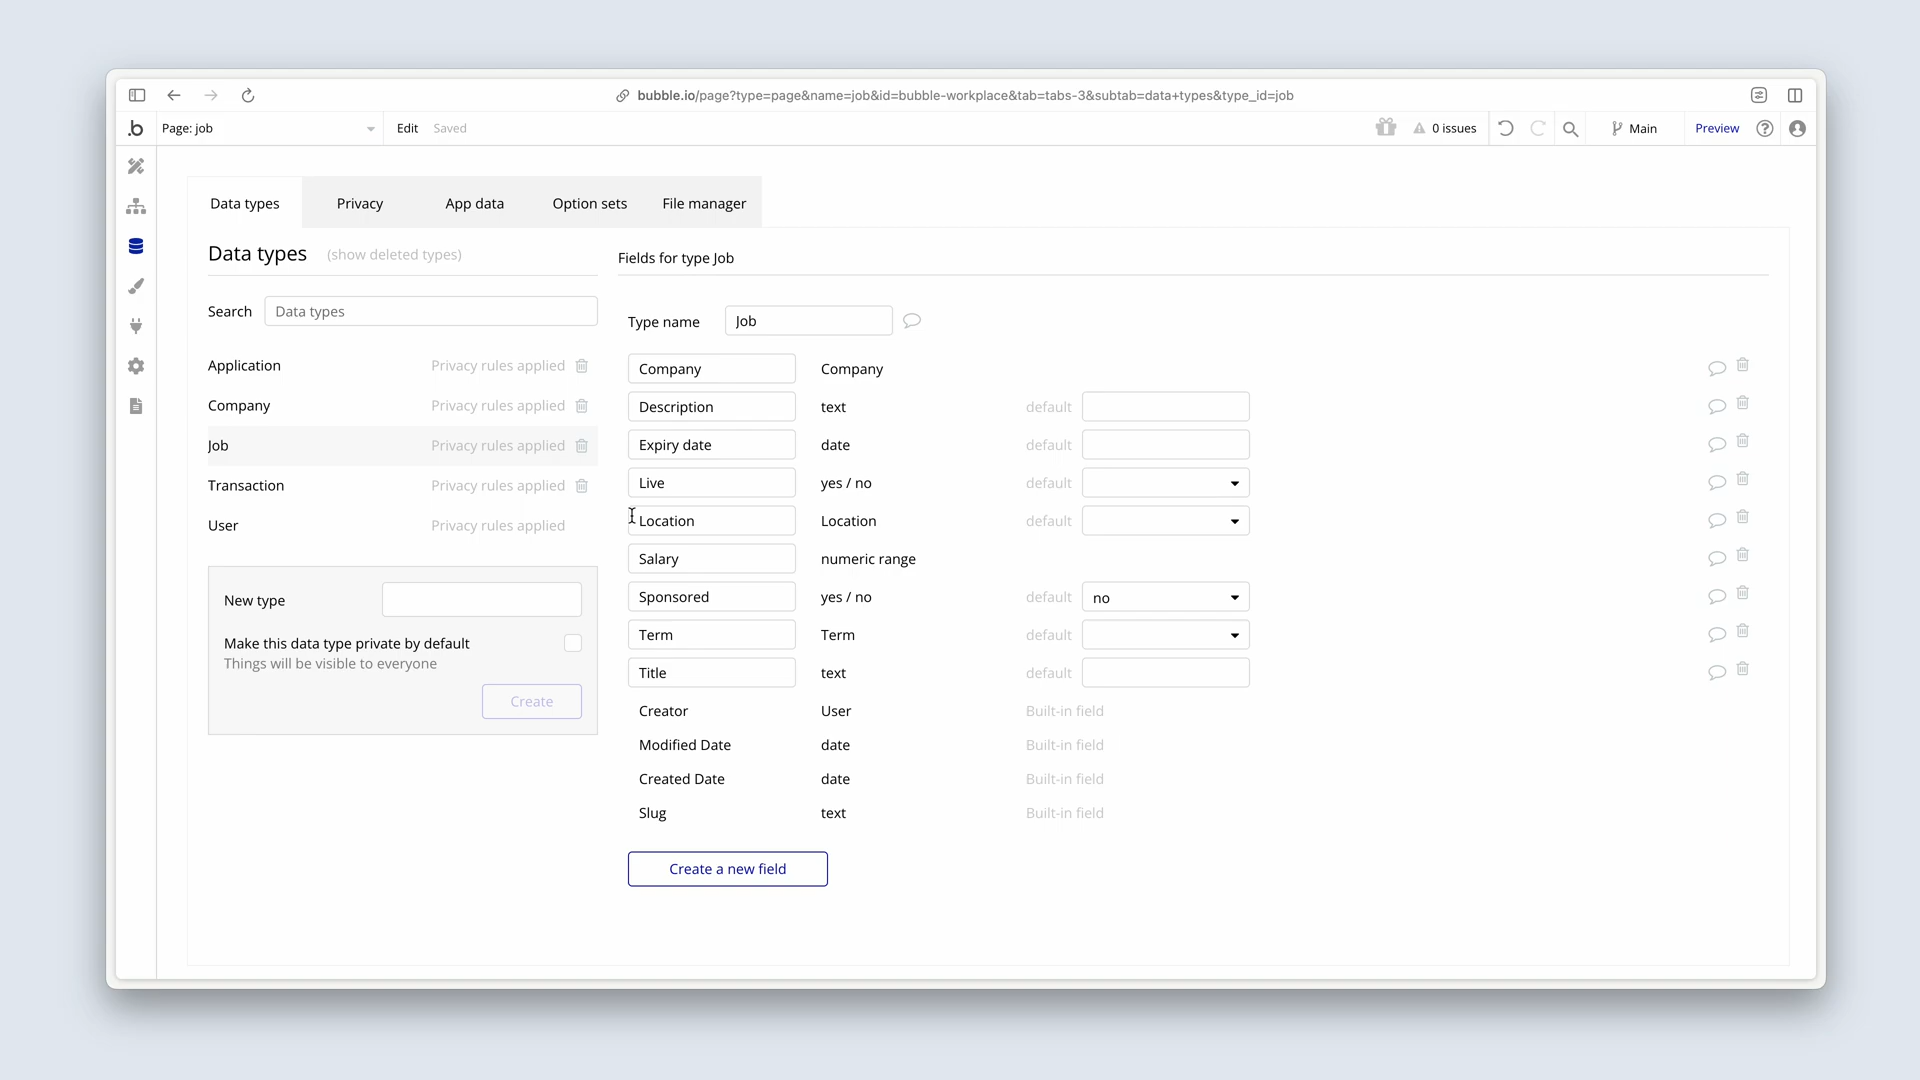 bubble.io/page?type=page&name=job&id=bubble-workplace&tab=tabs-3&subtab=data+types&type_id=job
.b Page: job Edit Saved 0 issues Main Preview
Data types Privacy App data Option sets File manager
Data types (show deleted types)
Search Data types
Application Privacy rules applied
Company Privacy rules applied
Job Privacy rules applied
Transaction Privacy rules applied
User Privacy rules applied
New type
Make this data type private by default
Things will be visible to everyone
Create
Fields for type Job
Type name Job
Company Company
Description text default
Expiry date date default
Live yes / no default
Location Location default
Salary numeric range
Sponsored yes / no default no
Term Term default
Title text default
Creator User Built-in field
Modified Date date Built-in field
Created Date date Built-in field
Slug text Built-in field
Create a new field